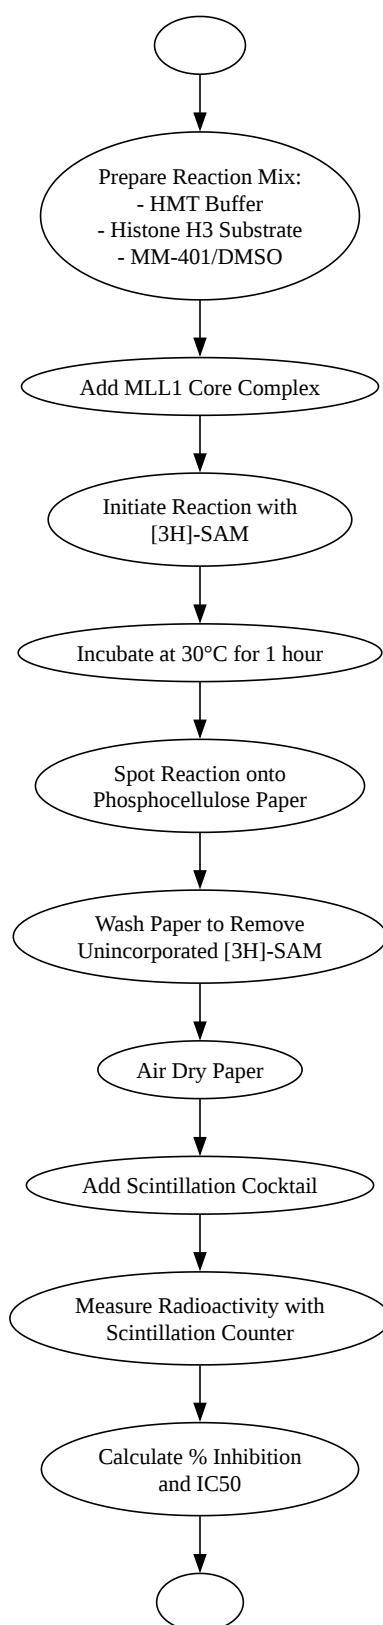 Prepare Reaction Mix:
- HMT Buffer
- Histone H3 Substrate
- MM-401/DMSO
Add MLL1 Core Complex
Initiate Reaction with
[3H]-SAM
Incubate at 30°C for 1 hour
Spot Reaction onto
Phosphocellulose Paper
Wash Paper to Remove
Unincorporated [3H]-SAM
Air Dry Paper
Add Scintillation Cocktail
Measure Radioactivity with
Scintillation Counter
Calculate % Inhibition
and IC50